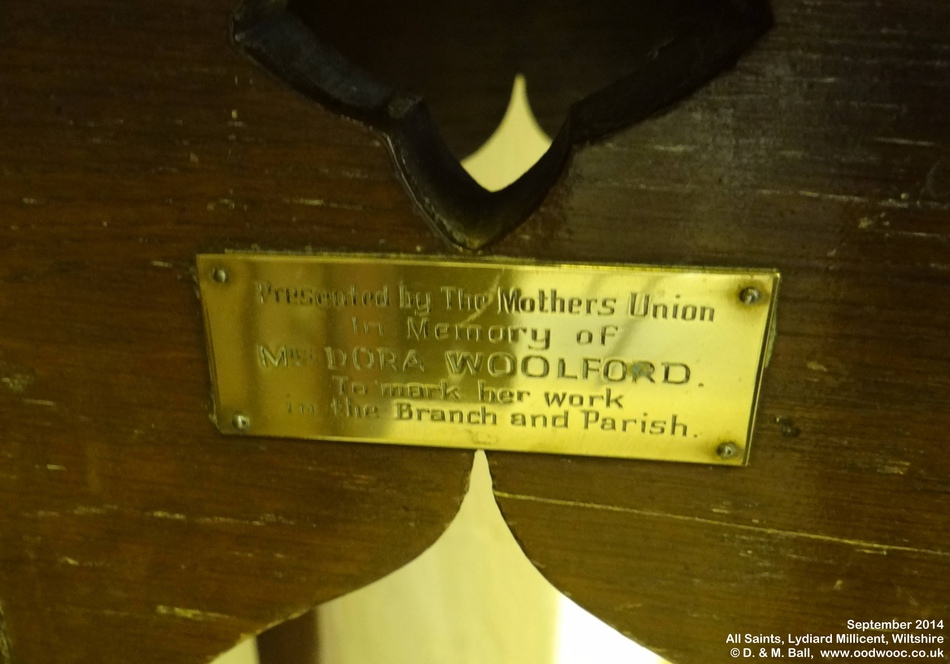 Presented by The Mothers Union
in Memory of
Mrs DORA WOOLFORD.
To mark her work
in the Branch and Parish.
September 2014
All Saints, Lydiard Millicent, Wiltshire
© D. & M. Ball, www.oodwooc.co.uk